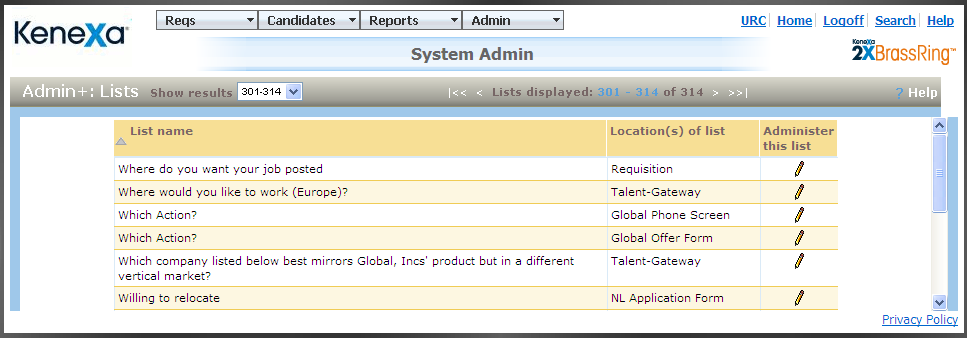 Kenexa®
Reqs Candidates Reports Admin
URC Home Logoff Search Help
System Admin
Kenexa
2XBrassRing™
Admin+: Lists Show results 301-314 |<< < Lists displayed: 301 - 314 of 314 > >>| ? Help
List name Location(s) of list Administer this list
Where do you want your job posted Requisition
Where would you like to work (Europe)? Talent-Gateway
Which Action? Global Phone Screen
Which Action? Global Offer Form
Which company listed below best mirrors Global, Incs' product but in a different Talent-Gateway
vertical market?
Willing to relocate NL Application Form
Privacy Policy